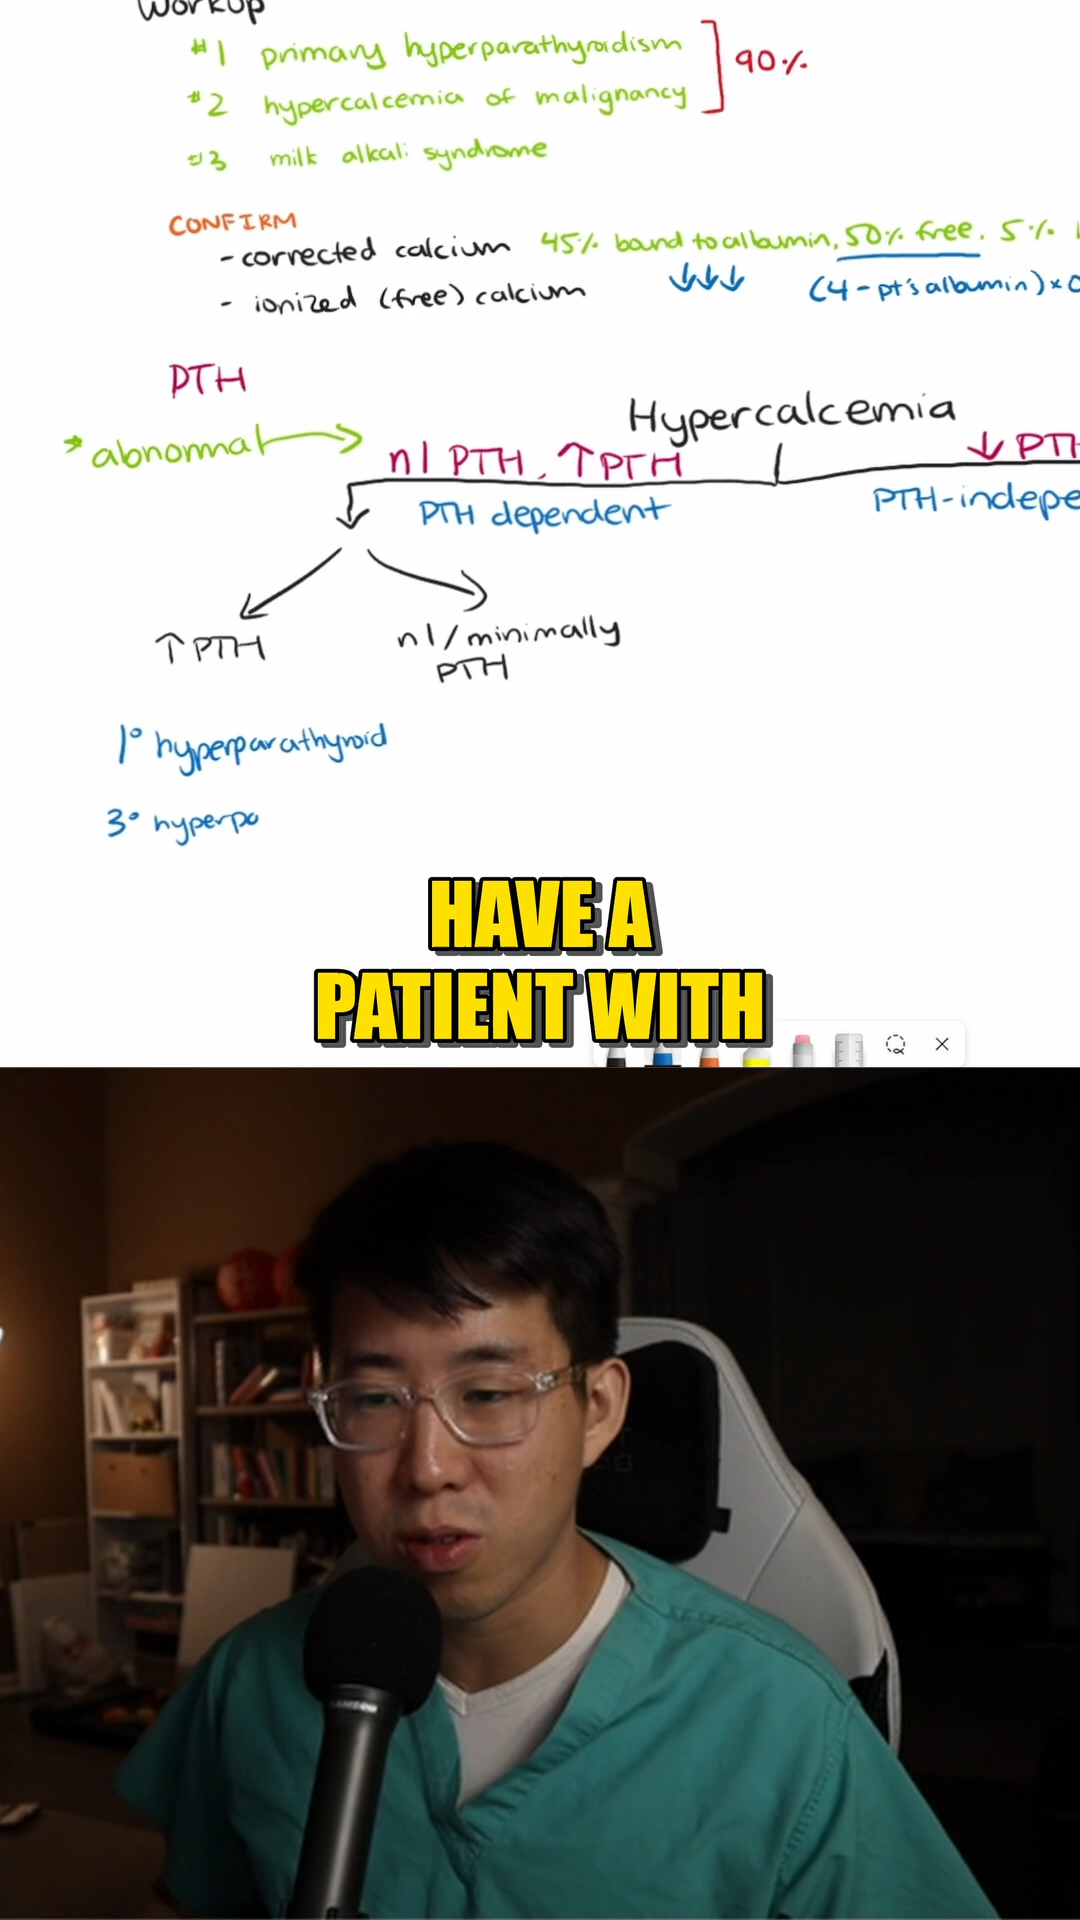 Workup
#1 primary hyperparathyroidism
#2 hypercalcemia of malignancy
90%
#3 milk alkali syndrome
CONFIRM
- corrected calcium 45% bound to albumin, 50% free. 5%
- ionized (free) calcium ↓↓↓ (4 - pt's albumin) x 0
PTH
Hypercalcemia
* abnormal → nl PTH, ↑PTH
↓ PTH
PTH dependent
PTH-indepe
↑ PTH
nl/minimally
PTH
1° hyperparathyroid
3° hyperpa
HAVE A
PATIENT WITH